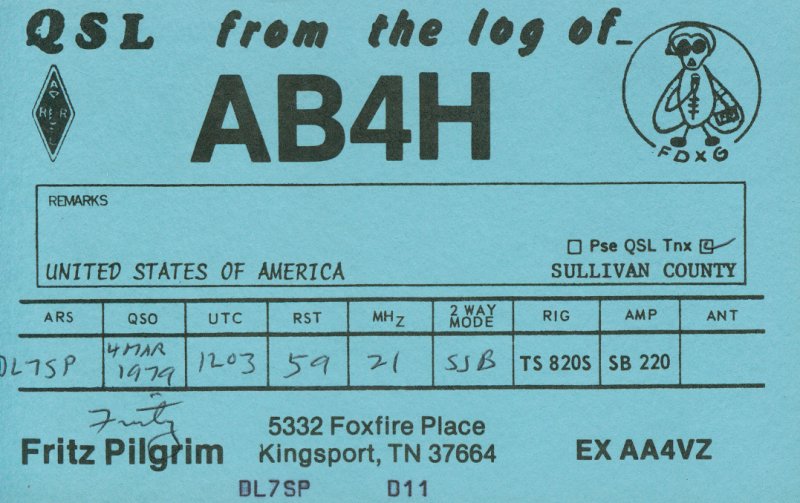 QSL from the log of_
AB4H
FDXG
REMARKS
Pse QSL Tnx
UNITED STATES OF AMERICA SULLIVAN COUNTY
ARS QSO UTC RST MHZ 2 WAY MODE RIG AMP ANT
DL7SP 4 MAR 1979 1203 59 21 SSB TS 820S SB 220
Fritz
Fritz Pilgrim
5332 Foxfire Place
Kingsport, TN 37664
EX AA4VZ
DL7SP D11